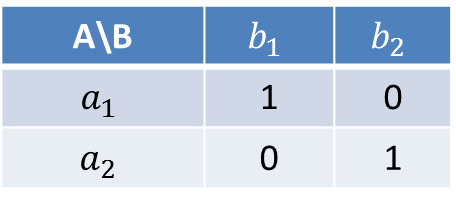 A\B b₁ b₂
a₁ 1 0
a₂ 0 1